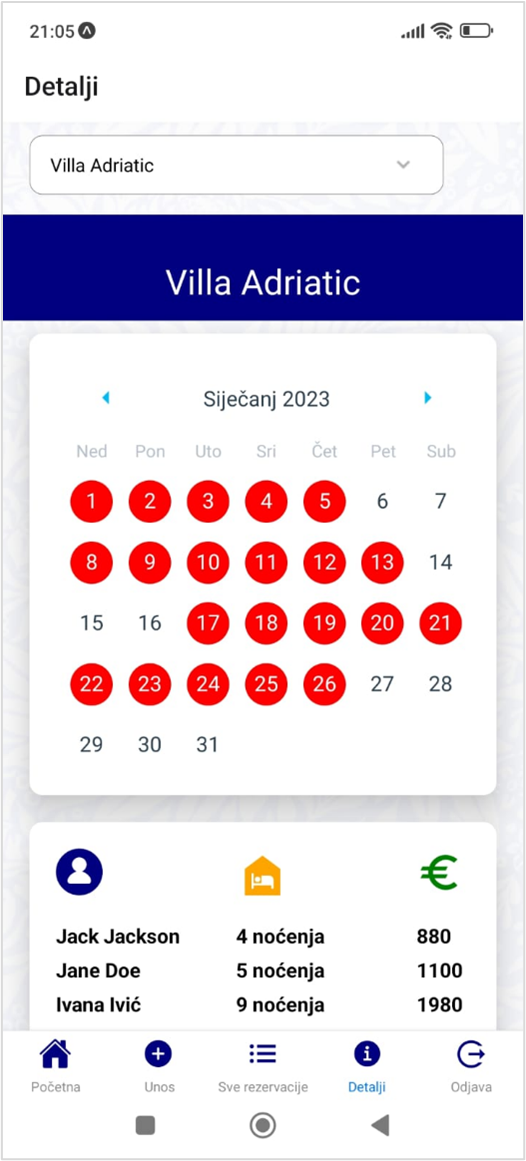 21:05
Detalji
Villa Adriatic
Villa Adriatic
Siječanj 2023
Ned Pon Uto Sri Čet Pet Sub
1 2 3 4 5 6 7
8 9 10 11 12 13 14
15 16 17 18 19 20 21
22 23 24 25 26 27 28
29 30 31
€
Jack Jackson 4 noćenja 880
Jane Doe 5 noćenja 1100
Ivana Ivić 9 noćenja 1980
Početna Unos Sve rezervacije Detalji Odjava